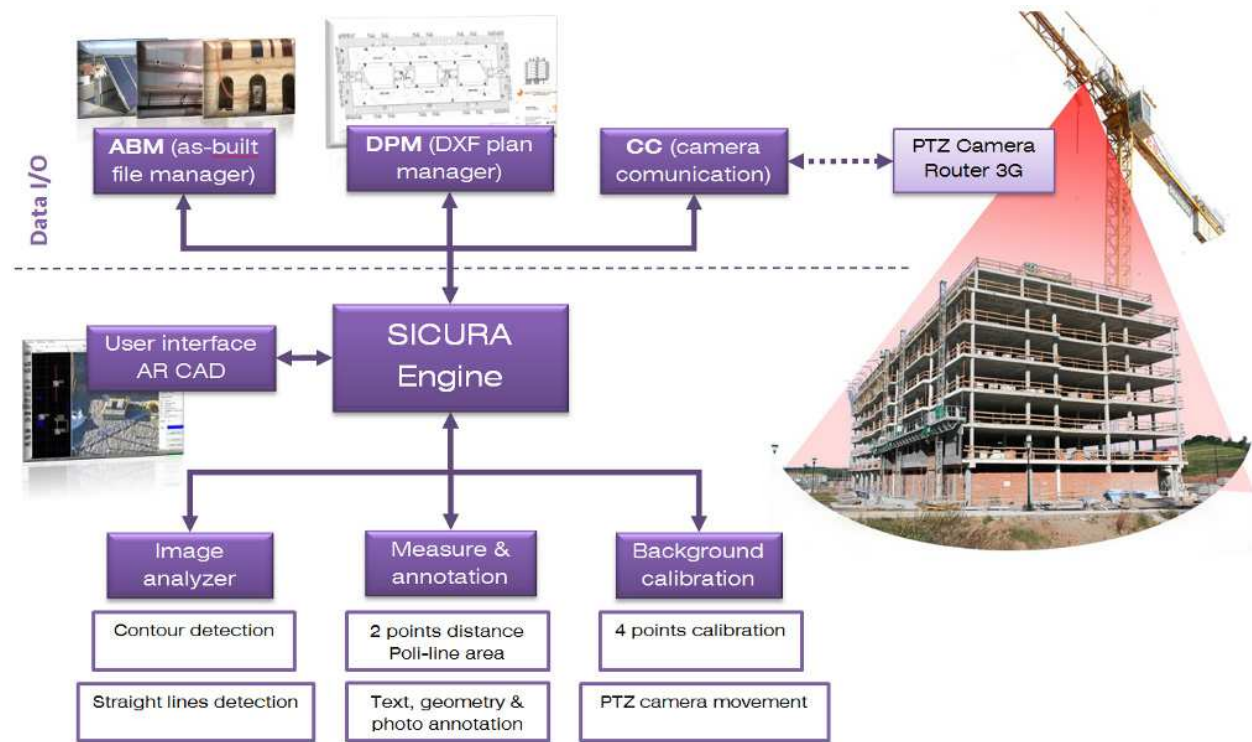 ABM (as-built
file manager)
DPM (DXF plan
manager)
CC (camera
comunication)
PTZ Camera
Router 3G
Data I/O
User interface
AR CAD
SICURA
Engine
Image
analyzer
Measure &
annotation
Background
calibration
Contour detection
2 points distance
Poli-line area
4 points calibration
Straight lines detection
Text, geometry &
photo annotation
PTZ camera movement